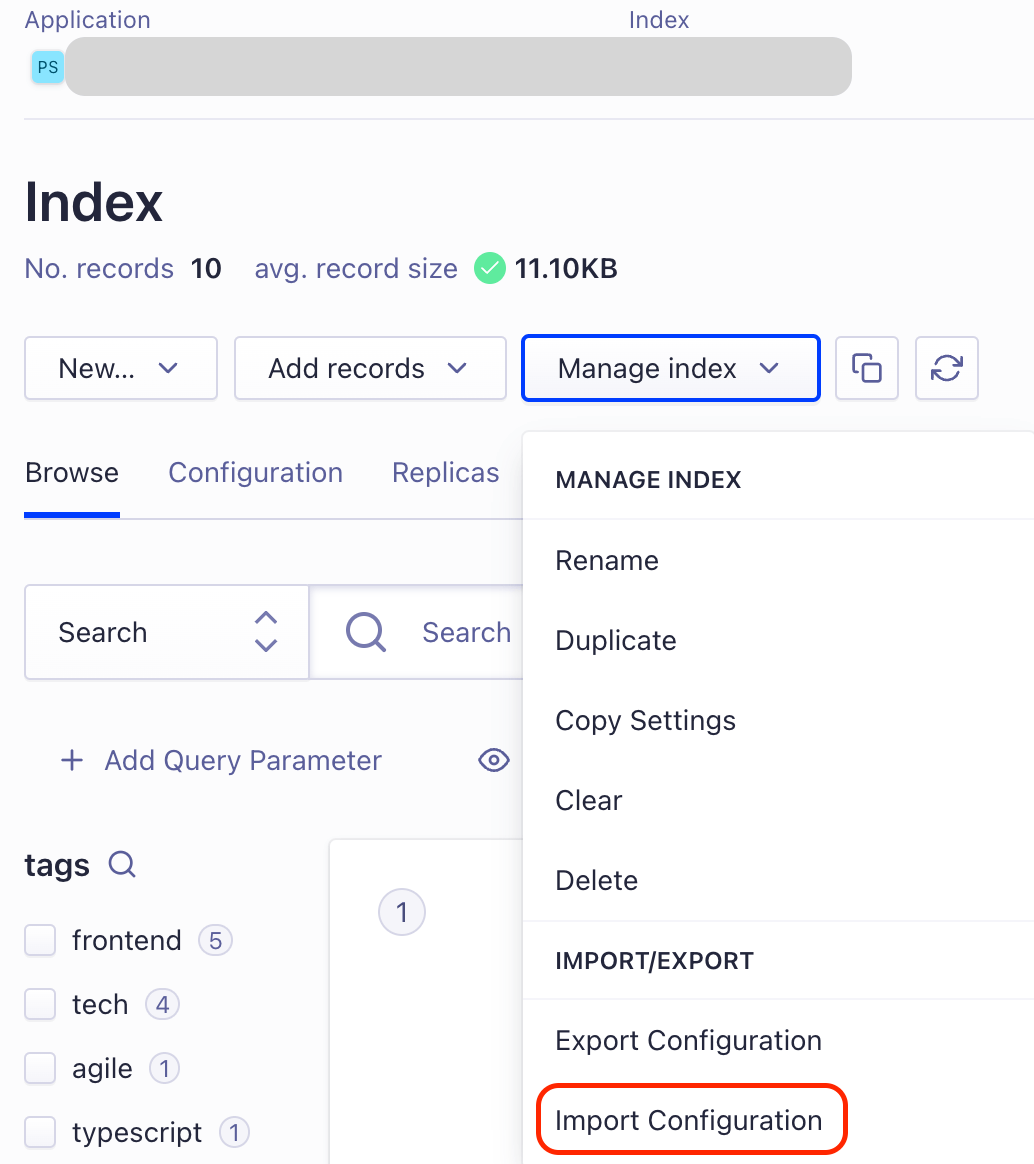 Application Index
PS
Index
No. records 10 avg. record size 11.10KB
New... Add records Manage index
Browse Configuration Replicas
MANAGE INDEX
Rename
Search Search
Duplicate
Copy Settings
+ Add Query Parameter
Clear
tags
Delete
1
frontend 5
IMPORT/EXPORT
tech 4
Export Configuration
agile 1
Import Configuration
typescript 1